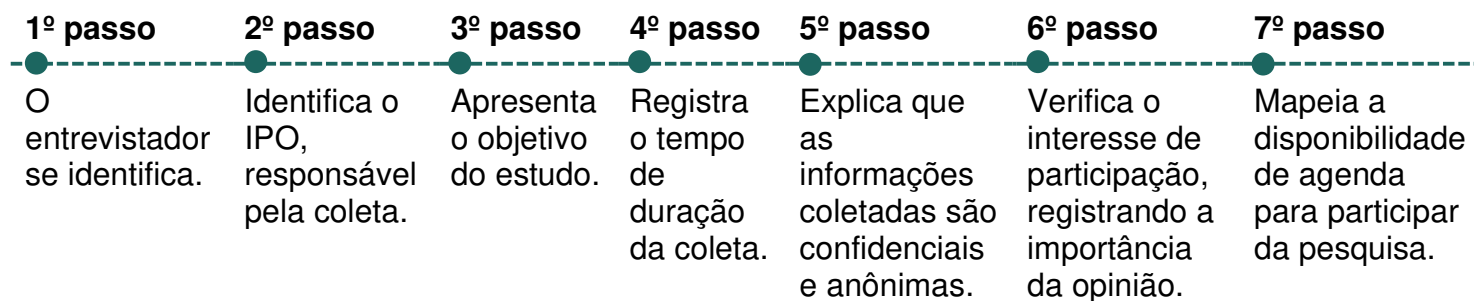 1º passo
O
entrevistador
se identifica.
2º passo
Identifica o
IPO,
responsável
pela coleta.
3º passo
Apresenta
o objetivo
do estudo.
4º passo
Registra
o tempo
de
duração
da coleta.
5º passo
Explica que
as
informações
coletadas são
confidenciais
e anônimas.
6º passo
Verifica o
interesse de
participação,
registrando a
importância
da opinião.
7º passo
Mapeia a
disponibilidade
de agenda
para participar
da pesquisa.